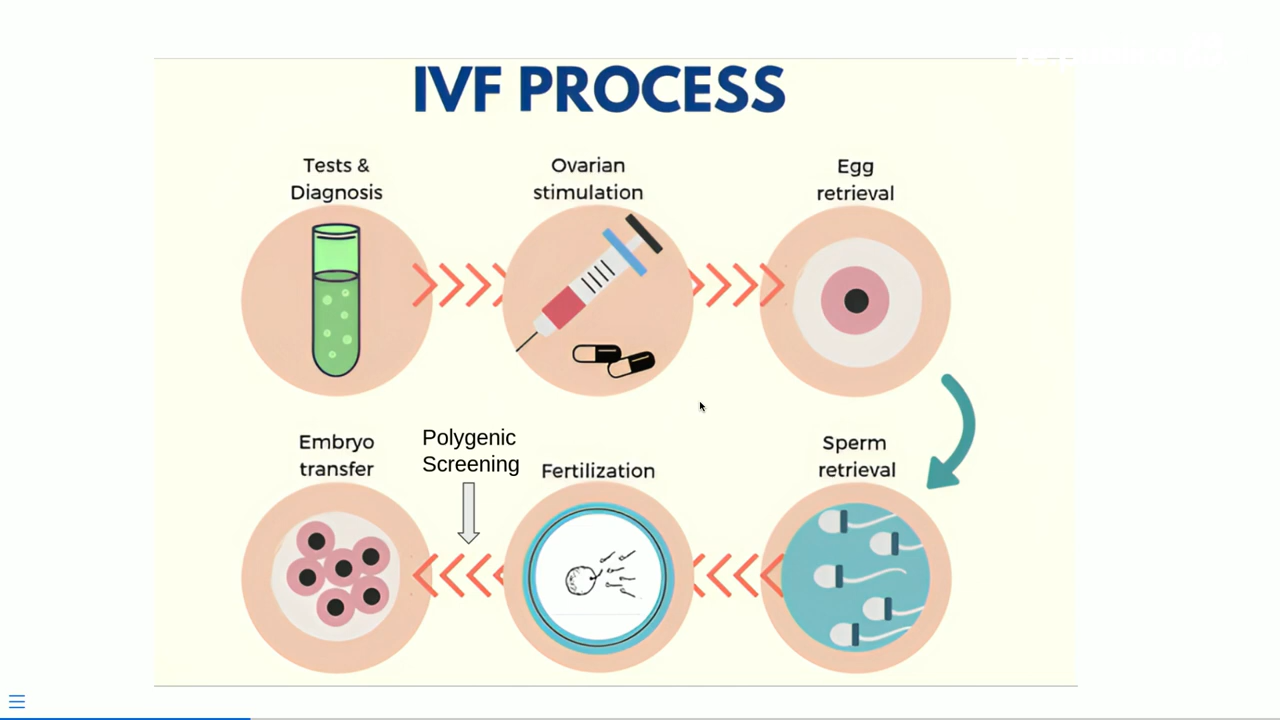 IVF PROCESS
Tests &
Diagnosis
Ovarian
stimulation
Egg
retrieval
Embryo
transfer
Polygenic
Screening
Fertilization
Sperm
retrieval